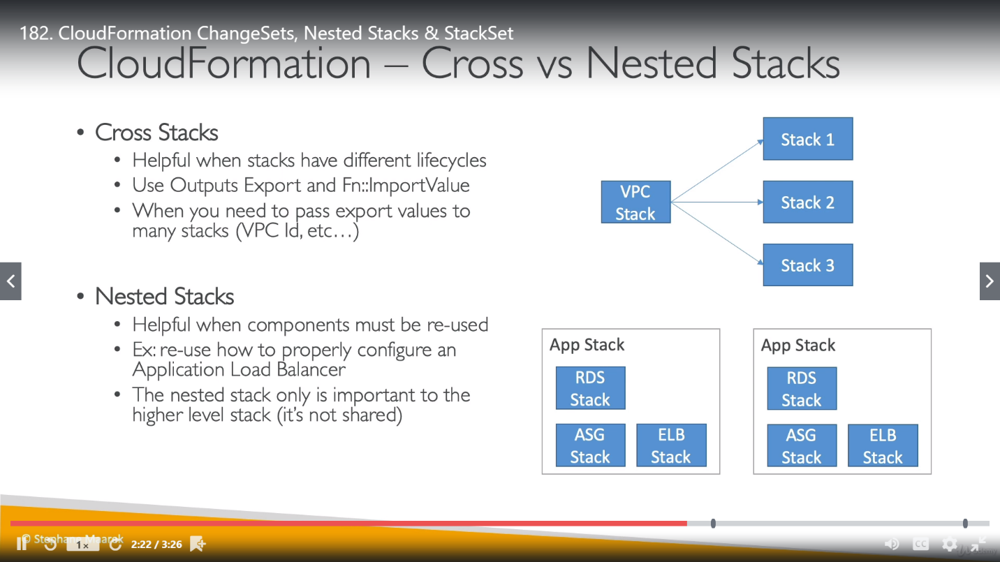 182. CloudFormation ChangeSets, Nested Stacks & StackSet
CloudFormation – Cross vs Nested Stacks
• Cross Stacks
• Helpful when stacks have different lifecycles
• Use Outputs Export and Fn::ImportValue
• When you need to pass export values to
many stacks (VPC Id, etc…)
• Nested Stacks
• Helpful when components must be re-used
• Ex: re-use how to properly configure an
Application Load Balancer
• The nested stack only is important to the
higher level stack (it's not shared)
VPC
Stack
Stack 1
Stack 2
Stack 3
App Stack
RDS
Stack
ASG
Stack
ELB
Stack
App Stack
RDS
Stack
ASG
Stack
ELB
Stack
© Stephane Maarek
5
1x
2:22 / 3:26
CC
Udemy